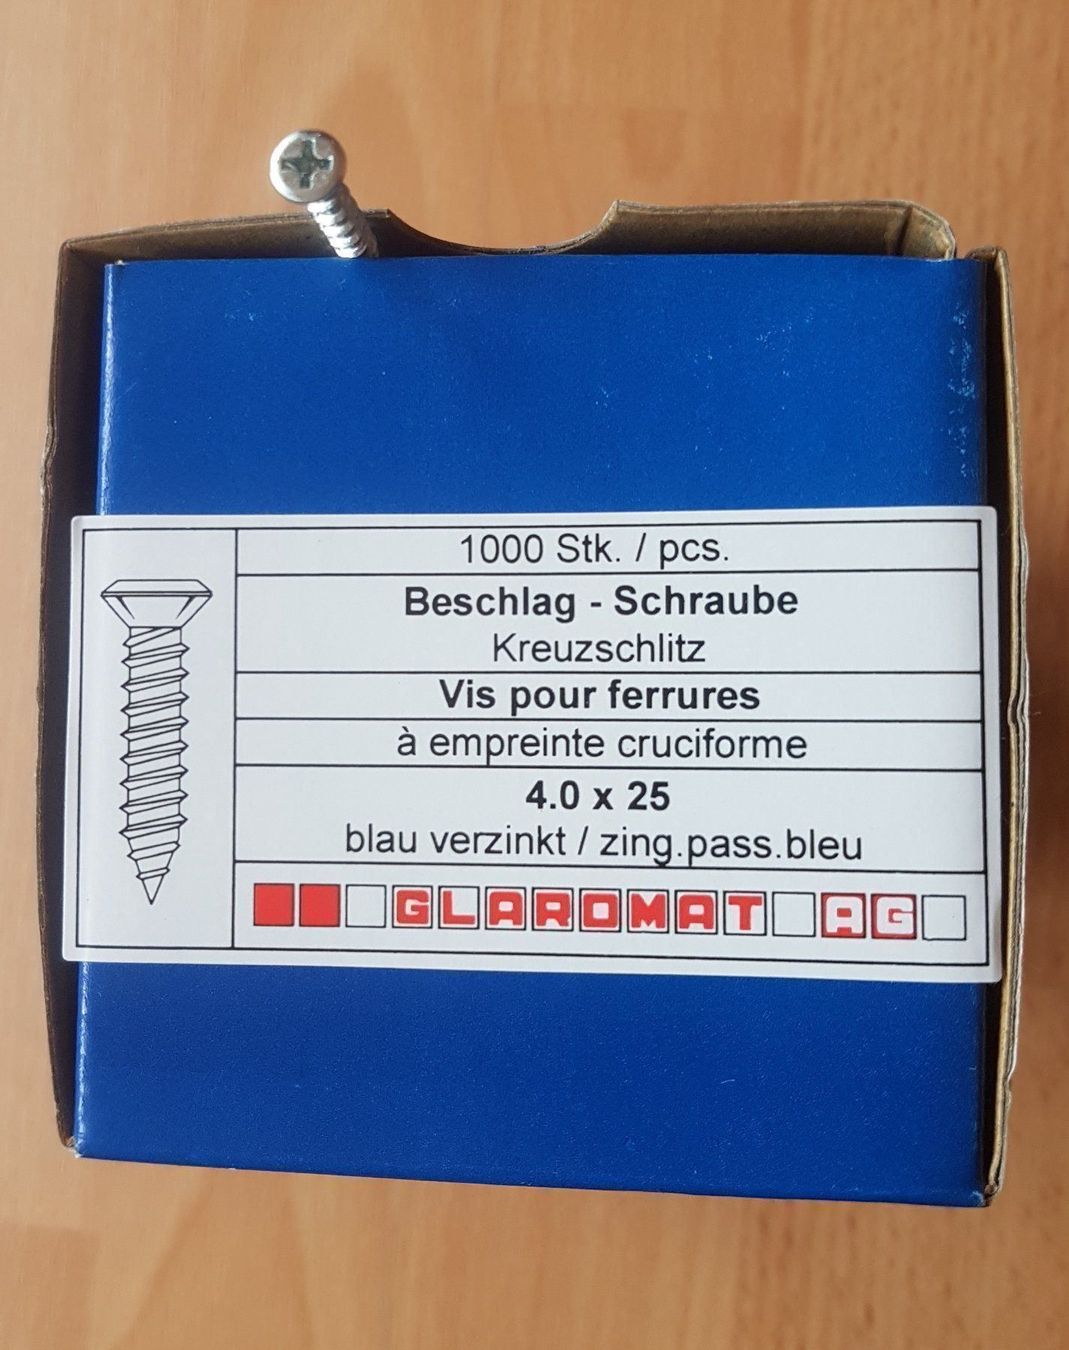 1000 Stk. / pcs.
Beschlag - Schraube
Kreuzschlitz
Vis pour ferrures
à empreinte cruciforme
4.0 x 25
blau verzinkt / zing.pass.bleu
GLAROMAT AG